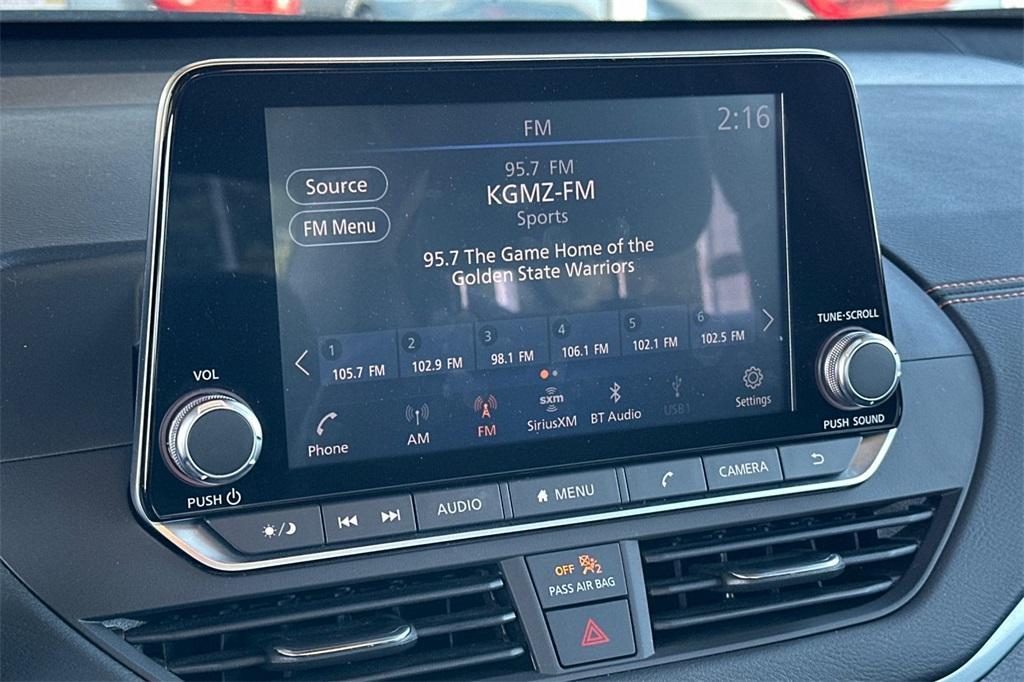 FM
2:16
95.7 FM
Source
KGMZ-FM
Sports
FM Menu
95.7 The Game Home of the
Golden State Warriors
1 2 3 4 5 6
105.7 FM 102.9 FM 98.1 FM 106.1 FM 102.1 FM 102.5 FM
sxm
Phone AM FM SiriusXM BT Audio USB1 Settings
VOL
PUSH
TUNE·SCROLL
PUSH SOUND
AUDIO MENU CAMERA
OFF 2
PASS AIR BAG